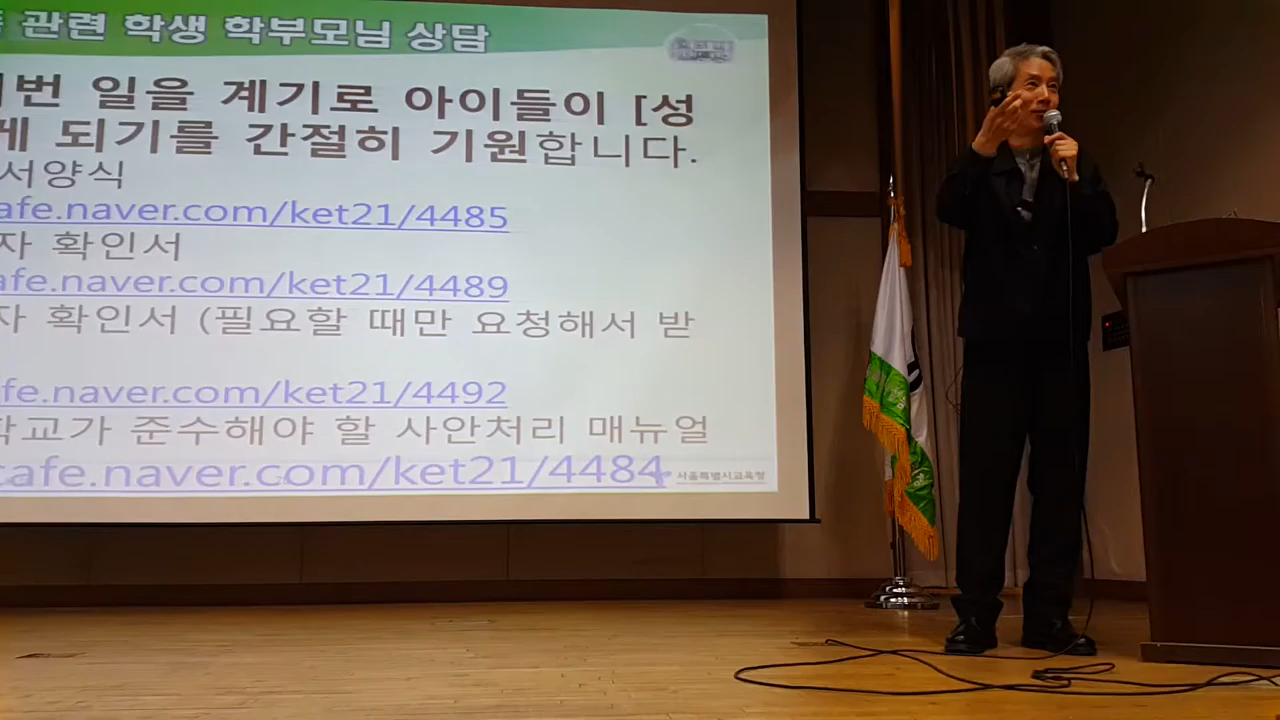 관련 학생 학부모님 상담
이번 일을 계기로 아이들이 [성
게 되기를 간절히 기원합니다.
서양식
afe.naver.com/ket21/4485
자 확인서
afe.naver.com/ket21/4489
자 확인서 (필요할 때만 요청해서 받
fe.naver.com/ket21/4492
학교가 준수해야 할 사안처리 매뉴얼
cafe.naver.com/ket21/4484
서울특별시교육청